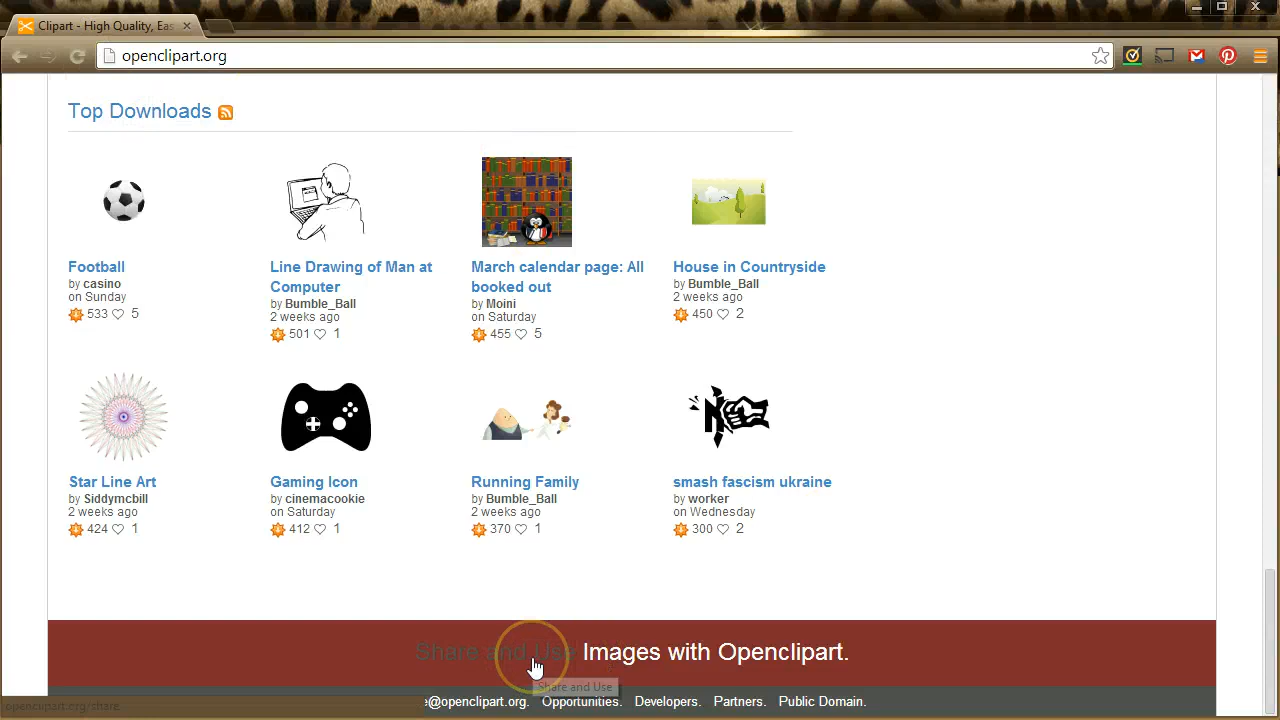 Clipart - High Quality, Eas
openclipart.org
Top Downloads
Football
by casino
on Sunday
533 5
Line Drawing of Man at
Computer
by Bumble_Ball
2 weeks ago
501 1
March calendar page: All
booked out
by Moini
on Saturday
455 5
House in Countryside
by Bumble_Ball
2 weeks ago
450 2
Star Line Art
by Siddymcbill
2 weeks ago
424 1
Gaming Icon
by cinemacookie
on Saturday
412 1
Running Family
by Bumble_Ball
2 weeks ago
370 1
smash fascism ukraine
by worker
on Wednesday
300 2
Share and Use Images with Openclipart.
Share and Use
e@openclipart.org. Opportunities. Developers. Partners. Public Domain.
openclipart.org/share